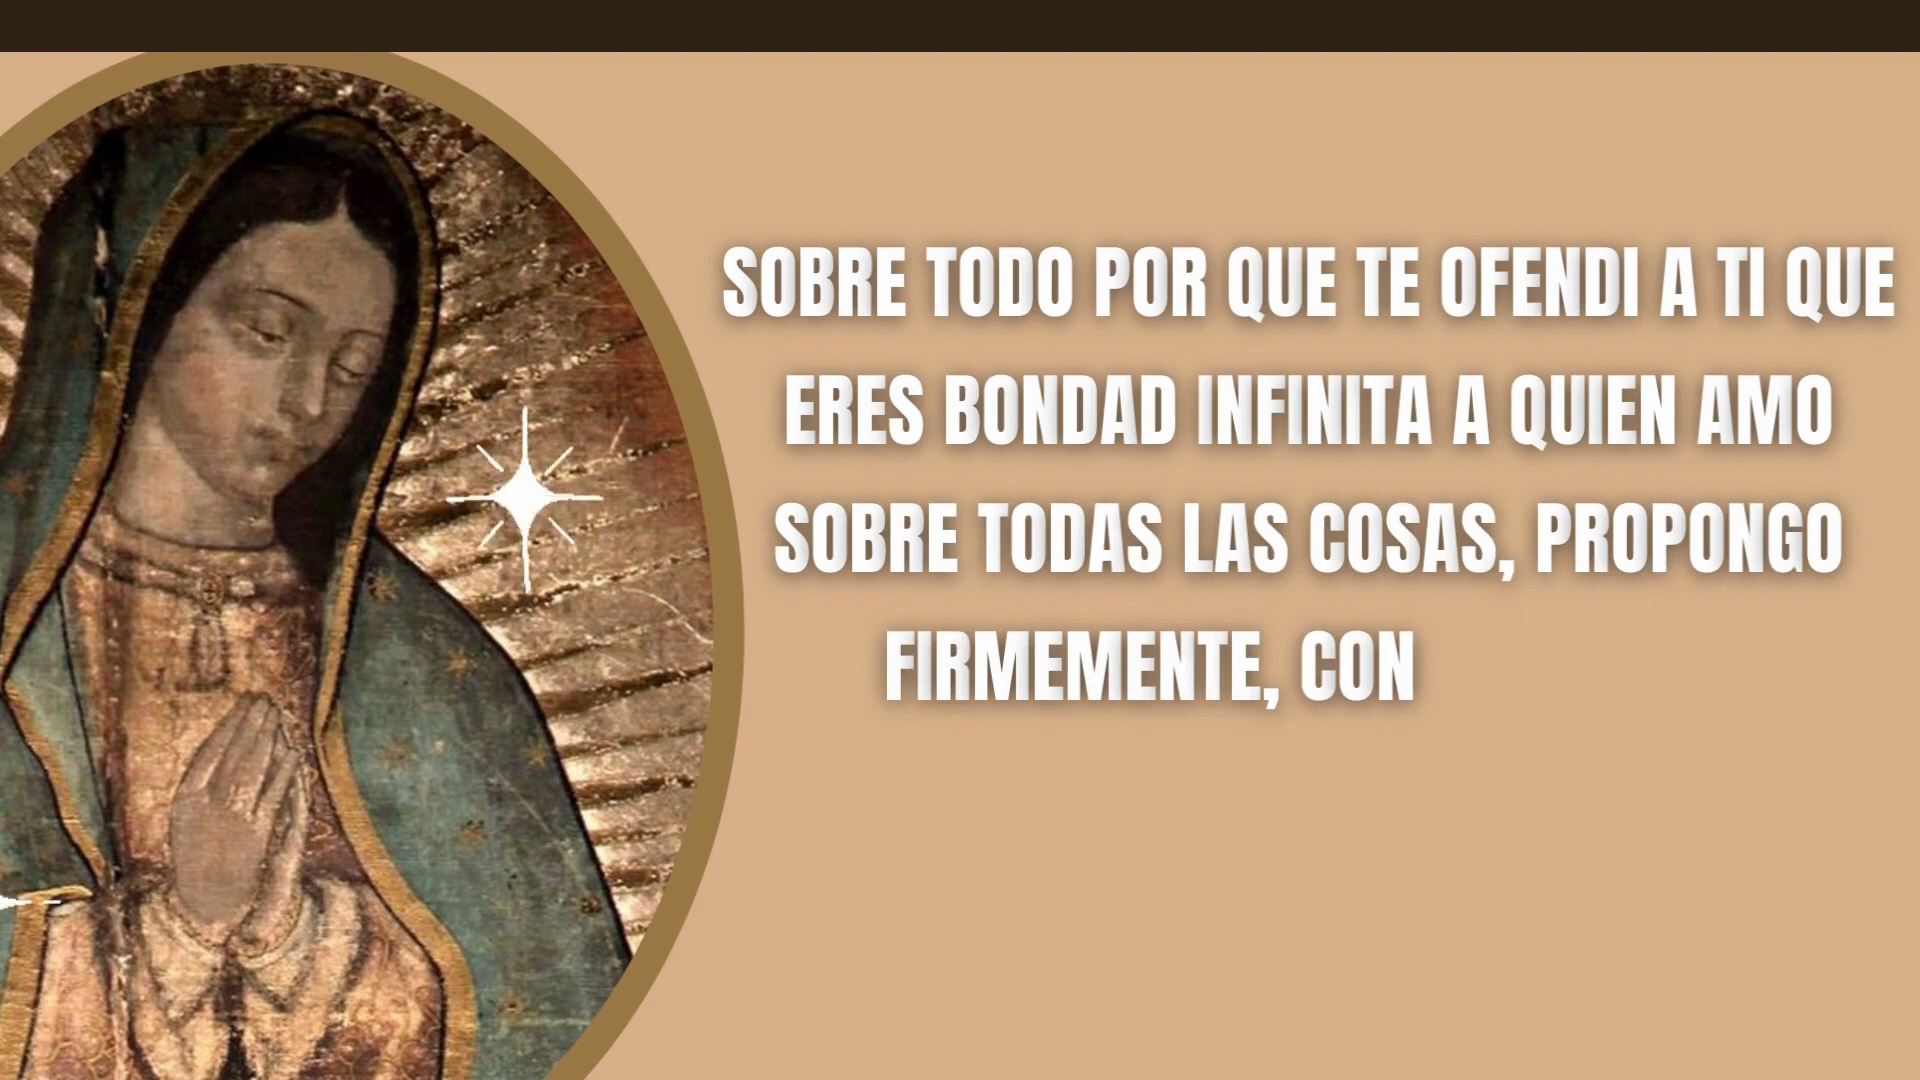 SOBRE TODO POR QUE TE OFENDI A TI QUE
ERES BONDAD INFINITA A QUIEN AMO
SOBRE TODAS LAS COSAS, PROPONGO
FIRMEMENTE, CON